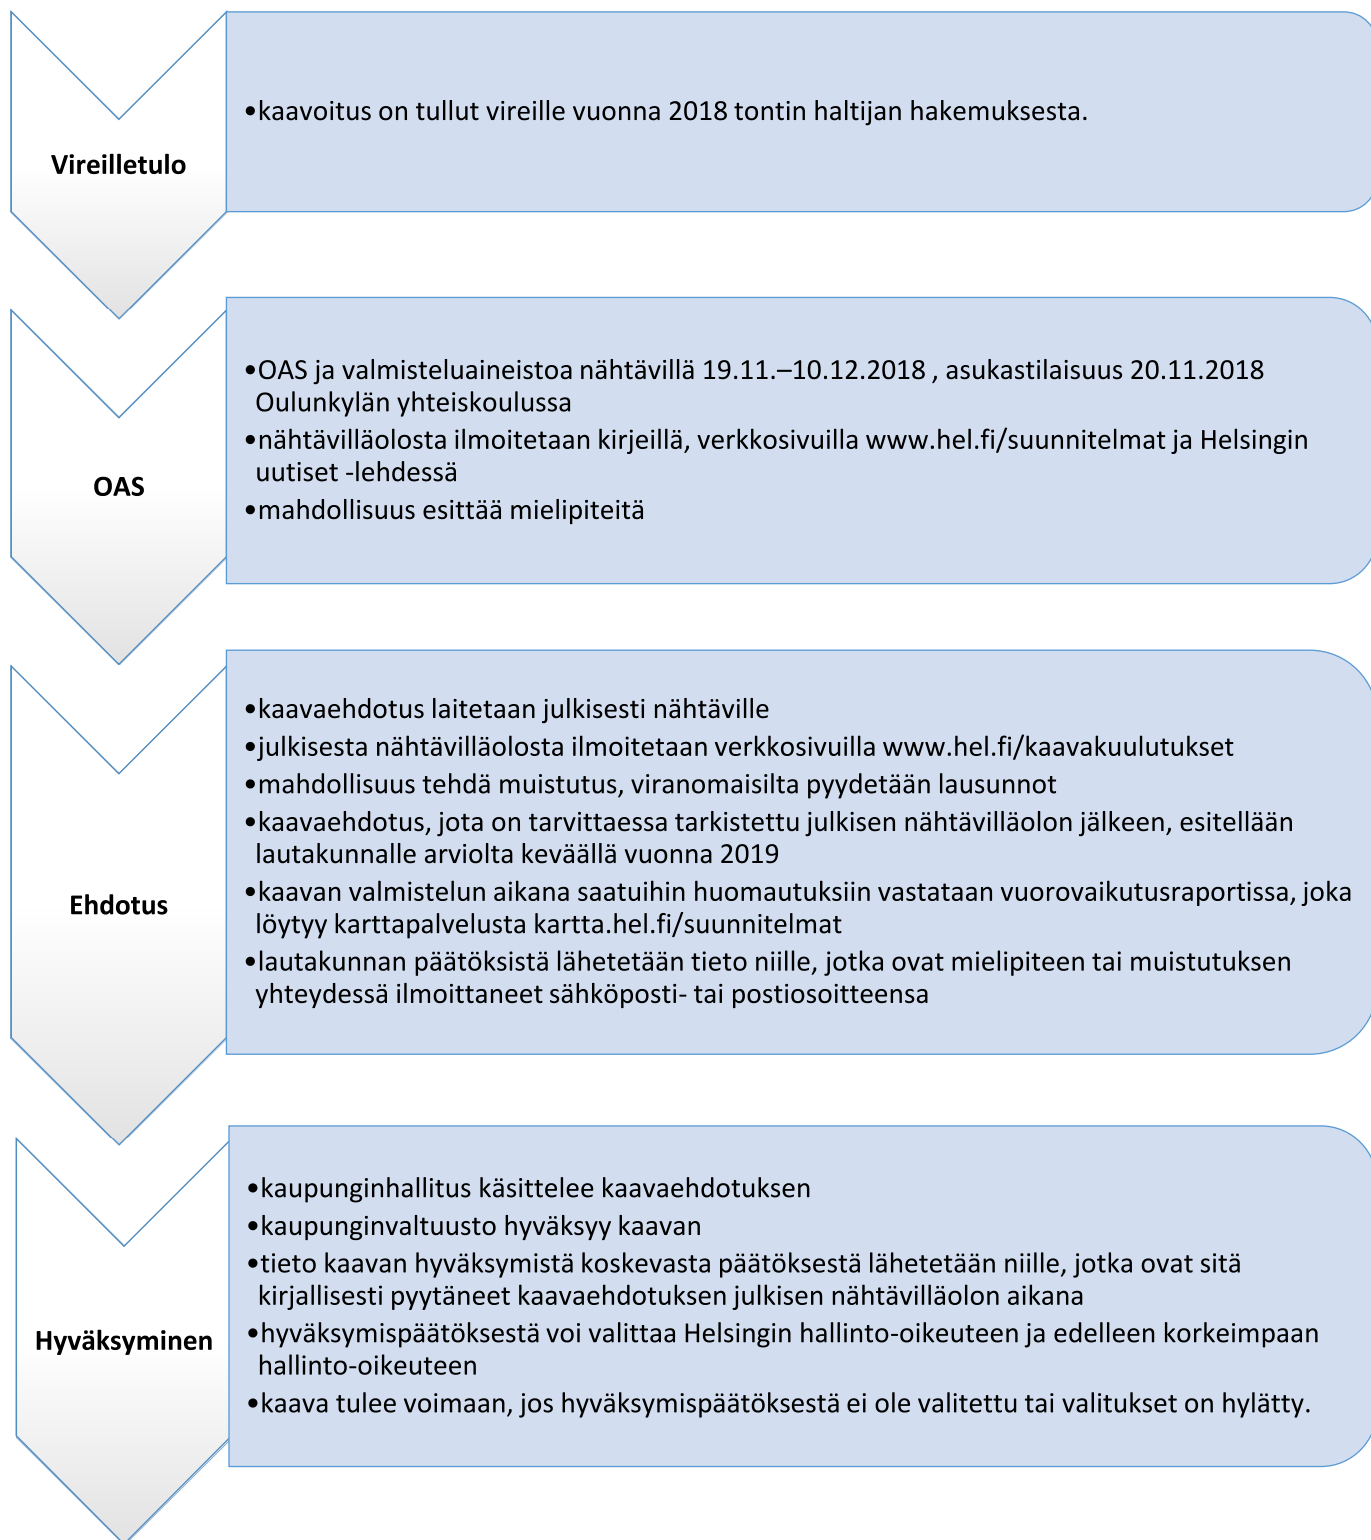 Vireilletulo
•kaavoitus on tullut vireille vuonna 2018 tontin haltijan hakemuksesta.
OAS
•OAS ja valmisteluaineistoa nähtävillä 19.11.–10.12.2018 , asukastilaisuus 20.11.2018
Oulunkylän yhteiskoulussa
•nähtävilläolosta ilmoitetaan kirjeillä, verkkosivuilla www.hel.fi/suunnitelmat ja Helsingin
uutiset -lehdessä
•mahdollisuus esittää mielipiteitä
Ehdotus
•kaavaehdotus laitetaan julkisesti nähtäville
•julkisesta nähtävilläolosta ilmoitetaan verkkosivuilla www.hel.fi/kaavakuulutukset
•mahdollisuus tehdä muistutus, viranomaisilta pyydetään lausunnot
•kaavaehdotus, jota on tarvittaessa tarkistettu julkisen nähtävilläolon jälkeen, esitellään
lautakunnalle arviolta keväällä vuonna 2019
•kaavan valmistelun aikana saatuihin huomautuksiin vastataan vuorovaikutusraportissa, joka
löytyy karttapalvelusta kartta.hel.fi/suunnitelmat
•lautakunnan päätöksistä lähetetään tieto niille, jotka ovat mielipiteen tai muistutuksen
yhteydessä ilmoittaneet sähköposti- tai postiosoitteensa
Hyväksyminen
•kaupunginhallitus käsittelee kaavaehdotuksen
•kaupunginvaltuusto hyväksyy kaavan
•tieto kaavan hyväksymistä koskevasta päätöksestä lähetetään niille, jotka ovat sitä
kirjallisesti pyytäneet kaavaehdotuksen julkisen nähtävilläolon aikana
•hyväksymispäätöksestä voi valittaa Helsingin hallinto-oikeuteen ja edelleen korkeimpaan
hallinto-oikeuteen
•kaava tulee voimaan, jos hyväksymispäätöksestä ei ole valitettu tai valitukset on hylätty.